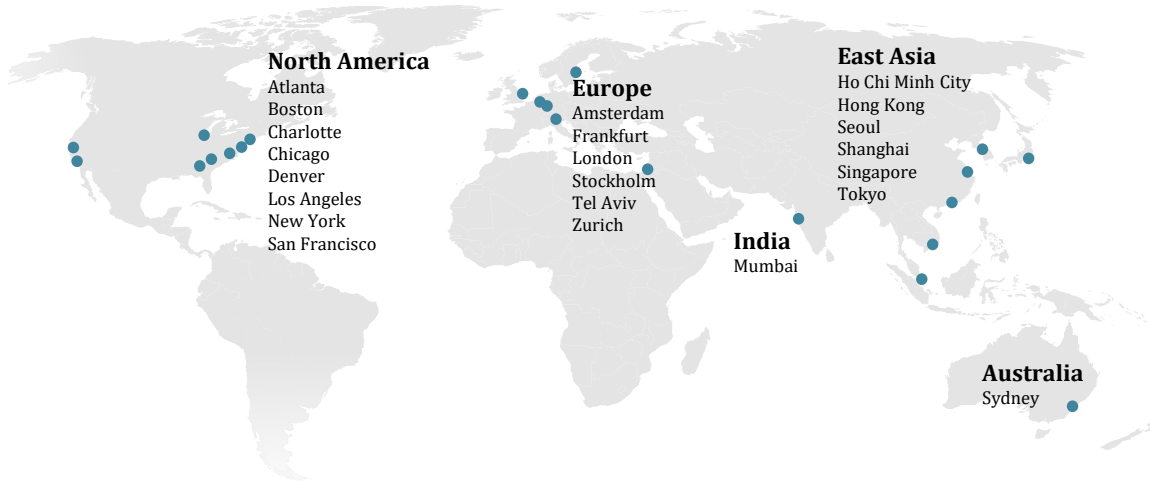 North America
Atlanta
Boston
Charlotte
Chicago
Denver
Los Angeles
New York
San Francisco
Europe
Amsterdam
Frankfurt
London
Stockholm
Tel Aviv
Zurich
India
Mumbai
East Asia
Ho Chi Minh City
Hong Kong
Seoul
Shanghai
Singapore
Tokyo
Australia
Sydney